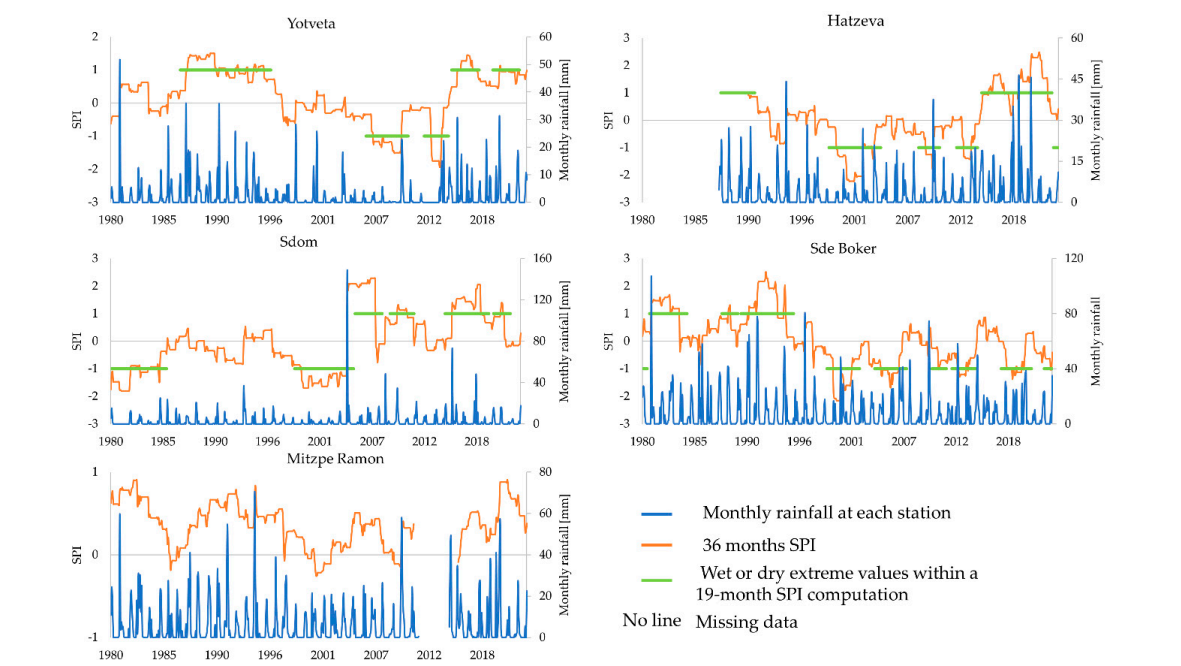 Yotveta
2
1
0
-1
-2
-3
SPI
60
50
40
30
20
10
0
Monthly rainfall [mm]
1980 1985 1990 1996 2001 2007 2012 2018
Hatzeva
3
2
1
0
-1
-2
-3
SPI
60
45
30
15
0
Monthly rainfall [mm]
1980 1985 1990 1996 2001 2007 2012 2018
Sdom
3
2
1
0
-1
-2
-3
SPI
160
120
80
40
0
Monthly rainfall [mm]
1980 1985 1990 1996 2001 2007 2012 2018
Sde Boker
3
2
1
0
-1
-2
-3
SPI
120
80
40
0
Monthly rainfall
1980 1985 1990 1996 2001 2007 2012 2018
Mitzpe Ramon
1
0
-1
SPI
80
60
40
20
0
Monthly rainfall [mm]
1980 1985 1990 1996 2001 2007 2012 2018
Monthly rainfall at each station
36 months SPI
Wet or dry extreme values within a
19-month SPI computation
No line Missing data